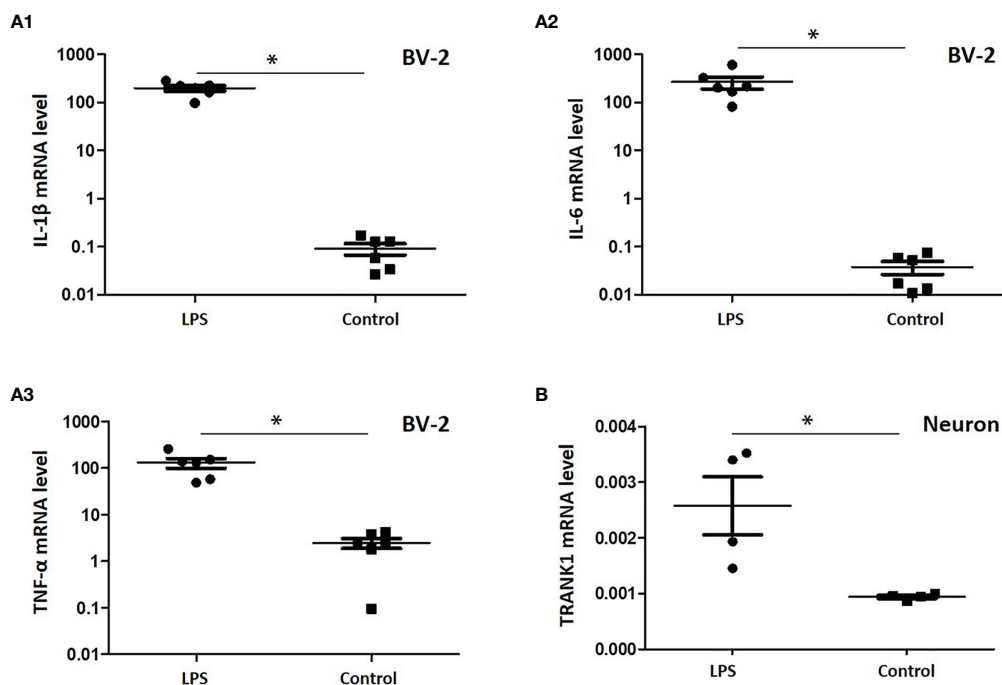 A1
BV-2
*
IL-1β mRNA level
1000
100
10
1
0.1
0.01
LPS
Control
A2
BV-2
*
IL-6 mRNA level
1000
100
10
1
0.1
0.01
LPS
Control
A3
BV-2
*
TNF-α mRNA level
1000
100
10
1
0.1
0.01
LPS
Control
B
Neuron
*
TRANK1 mRNA level
0.004
0.003
0.002
0.001
0.000
LPS
Control